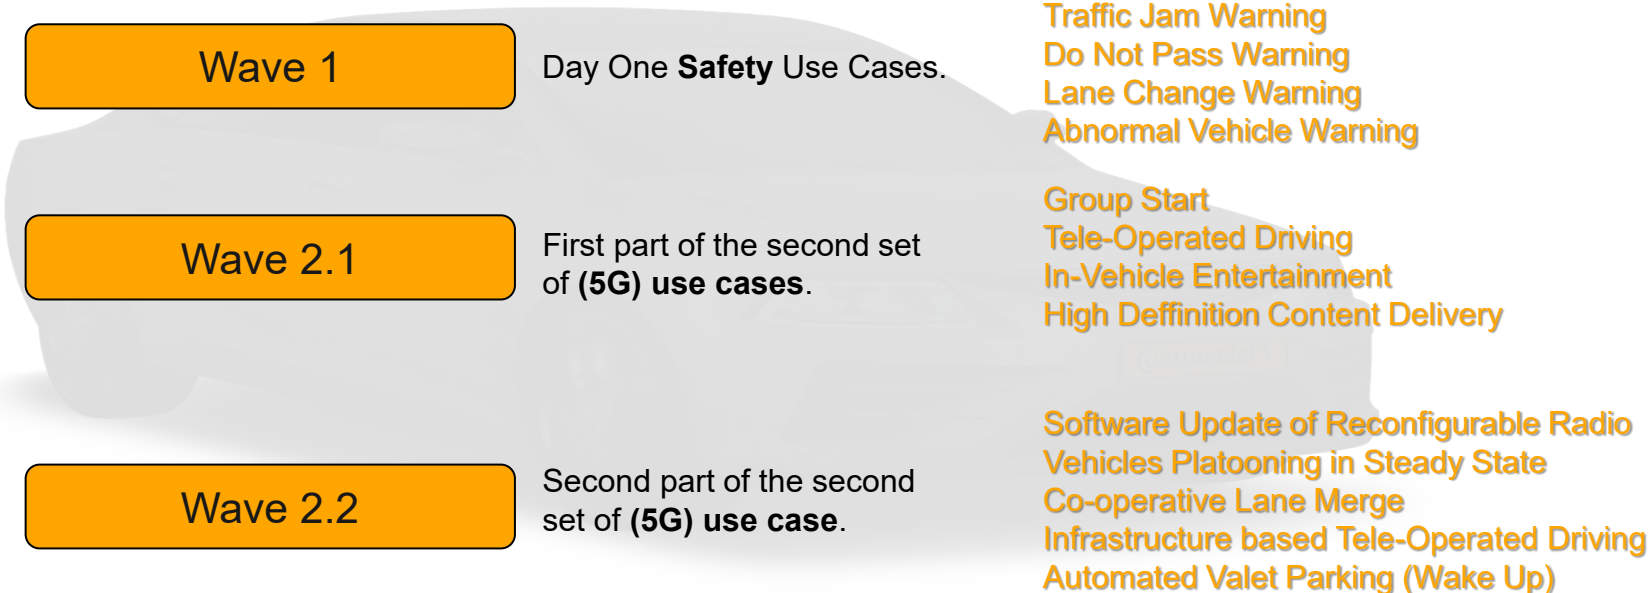 Wave 1
Day One Safety Use Cases.
Traffic Jam Warning
Do Not Pass Warning
Lane Change Warning
Abnormal Vehicle Warning
Wave 2.1
First part of the second set
of (5G) use cases.
Group Start
Tele-Operated Driving
In-Vehicle Entertainment
High Deffinition Content Delivery
Continental
Wave 2.2
Second part of the second
set of (5G) use case.
Software Update of Reconfigurable Radio
Vehicles Platooning in Steady State
Co-operative Lane Merge
Infrastructure based Tele-Operated Driving
Automated Valet Parking (Wake Up)